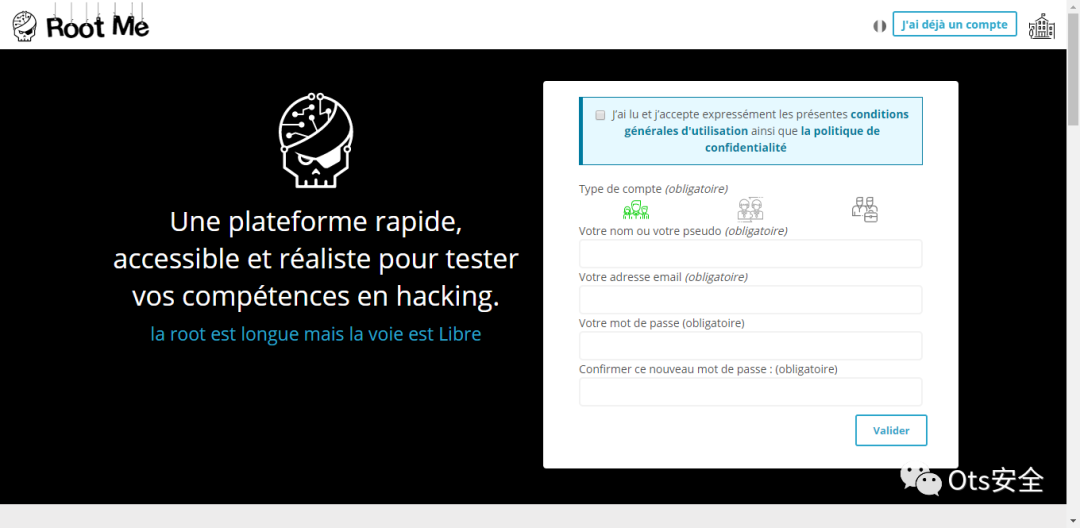 Root Me
J'ai déjà un compte
Une plateforme rapide,
accessible et réaliste pour tester
vos compétences en hacking.
la root est longue mais la voie est Libre
J'ai lu et j'accepte expressément les présentes conditions
générales d'utilisation ainsi que la politique de
confidentialité
Type de compte (obligatoire)
Votre nom ou votre pseudo (obligatoire)
Votre adresse email (obligatoire)
Votre mot de passe (obligatoire)
Confirmer ce nouveau mot de passe : (obligatoire)
Valider
Ots安全